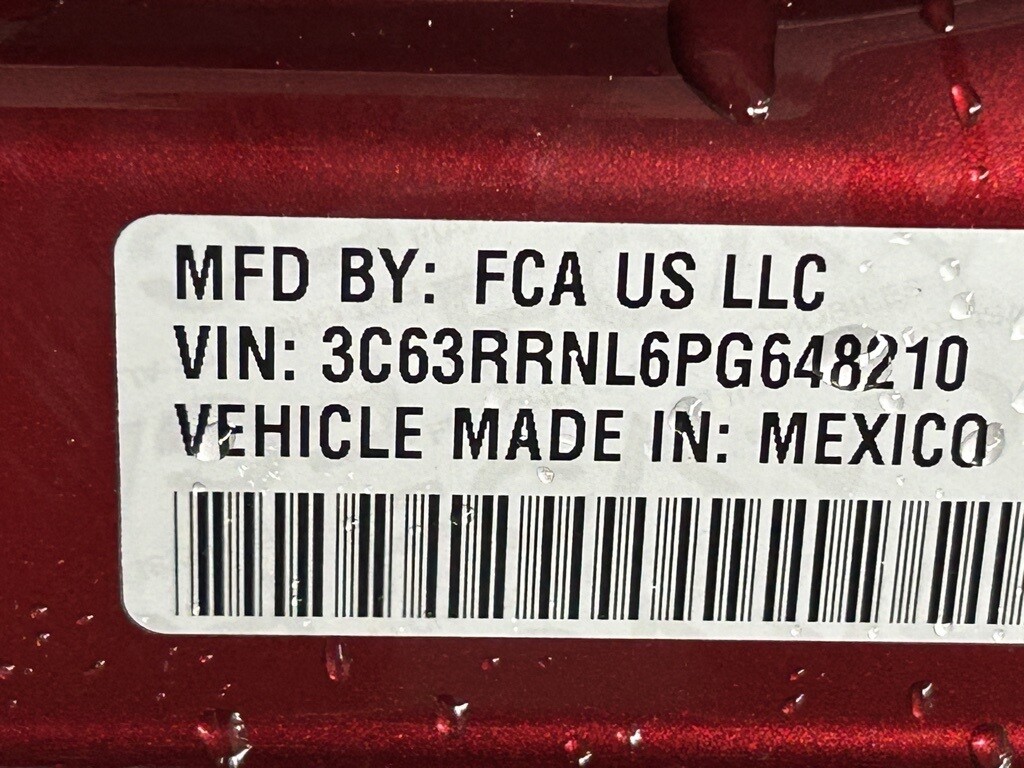 MFD BY: FCA US LLC
VIN: 3C63RRNL6PG648210
VEHICLE MADE IN: MEXICO